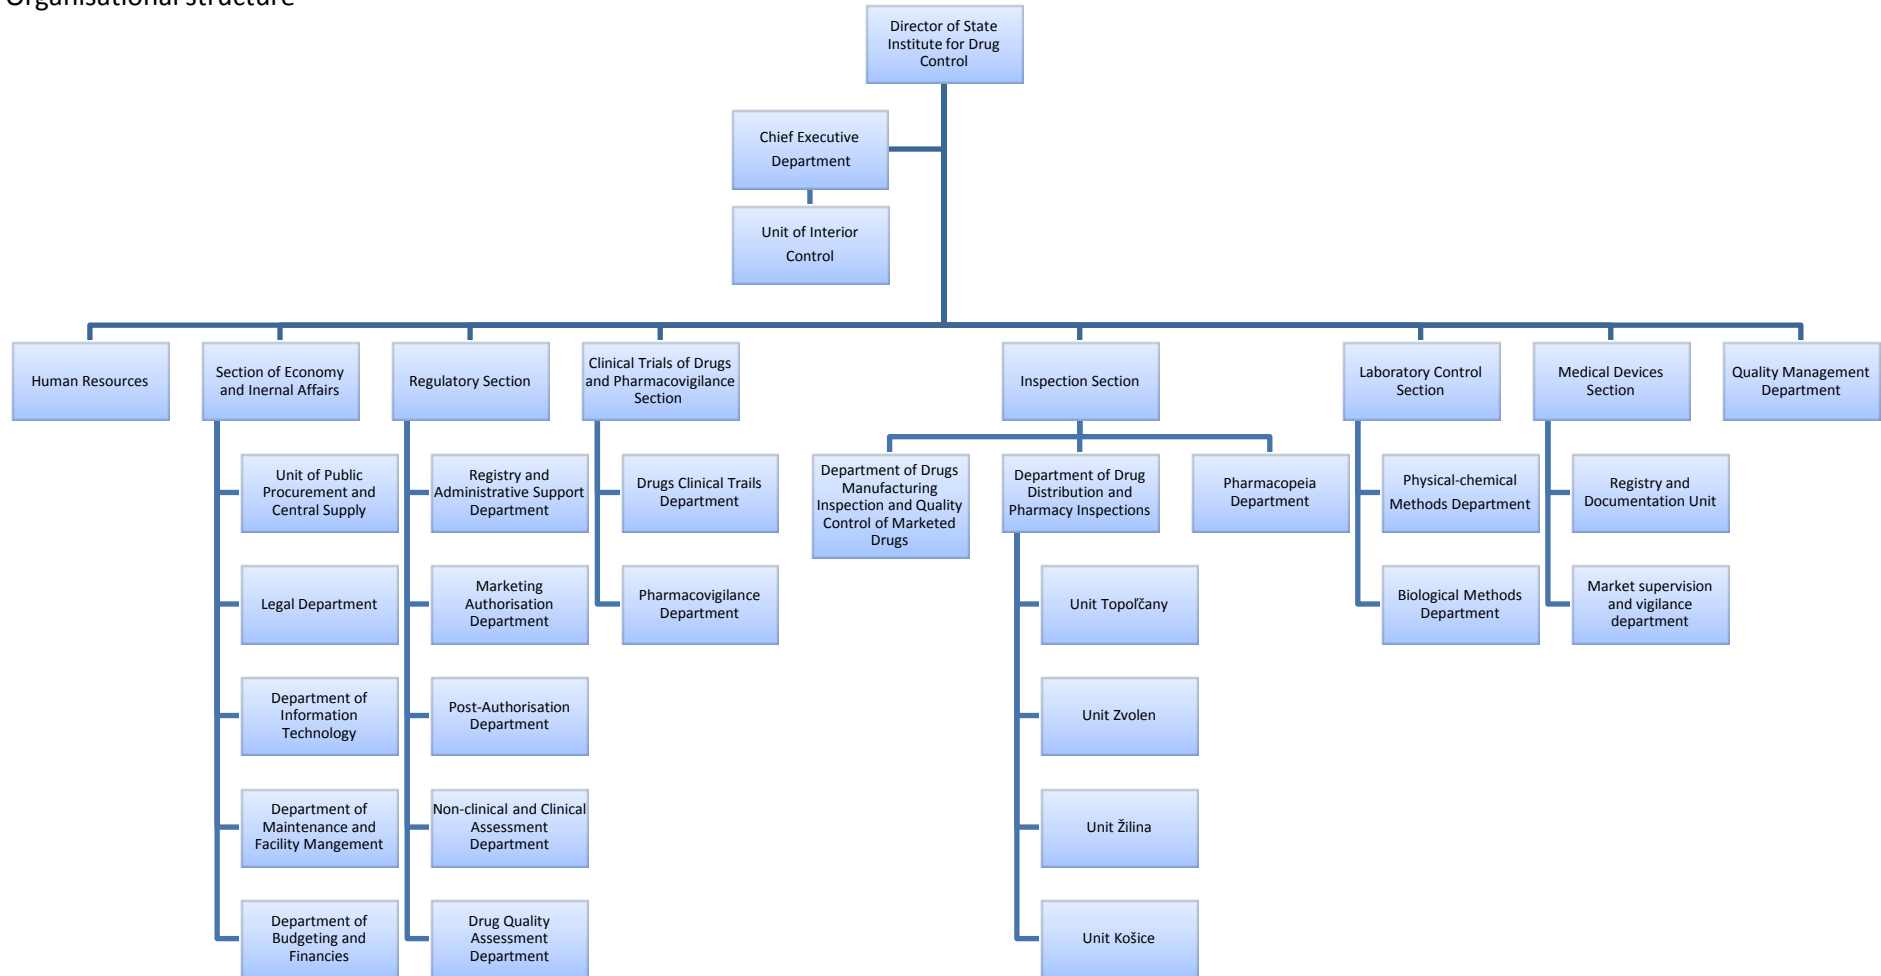 Organisational structure
Director of State
Institute for Drug
Control
Chief Executive
Department
Unit of Interior
Control
Human Resources
Section of Economy
and Inernal Affairs
Regulatory Section
Clinical Trials of Drugs
and Pharmacovigilance
Section
Inspection Section
Laboratory Control
Section
Medical Devices
Section
Quality Management
Department
Unit of Public
Procurement and
Central Supply
Legal Department
Department of
Information
Technology
Department of
Maintenance and
Facility Mangement
Department of
Budgeting and
Financies
Registry and
Administrative Support
Department
Marketing
Authorisation
Department
Post-Authorisation
Department
Non-clinical and Clinical
Assessment
Department
Drug Quality
Assessment
Department
Drugs Clinical Trails
Department
Pharmacovigilance
Department
Department of Drugs
Manufacturing
Inspection and Quality
Control of Marketed
Drugs
Department of Drug
Distribution and
Pharmacy Inspections
Unit Topoľčany
Unit Zvolen
Unit Žilina
Unit Košice
Pharmacopeia
Department
Physical-chemical
Methods Department
Biological Methods
Department
Registry and
Documentation Unit
Market supervision
and vigilance
department